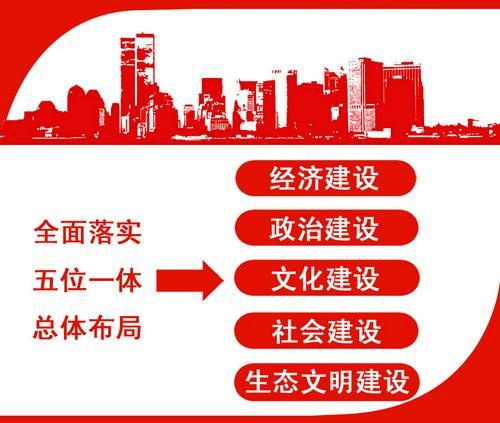 全面落实
五位一体
总体布局
经济建设
政治建设
文化建设
社会建设
生态文明建设